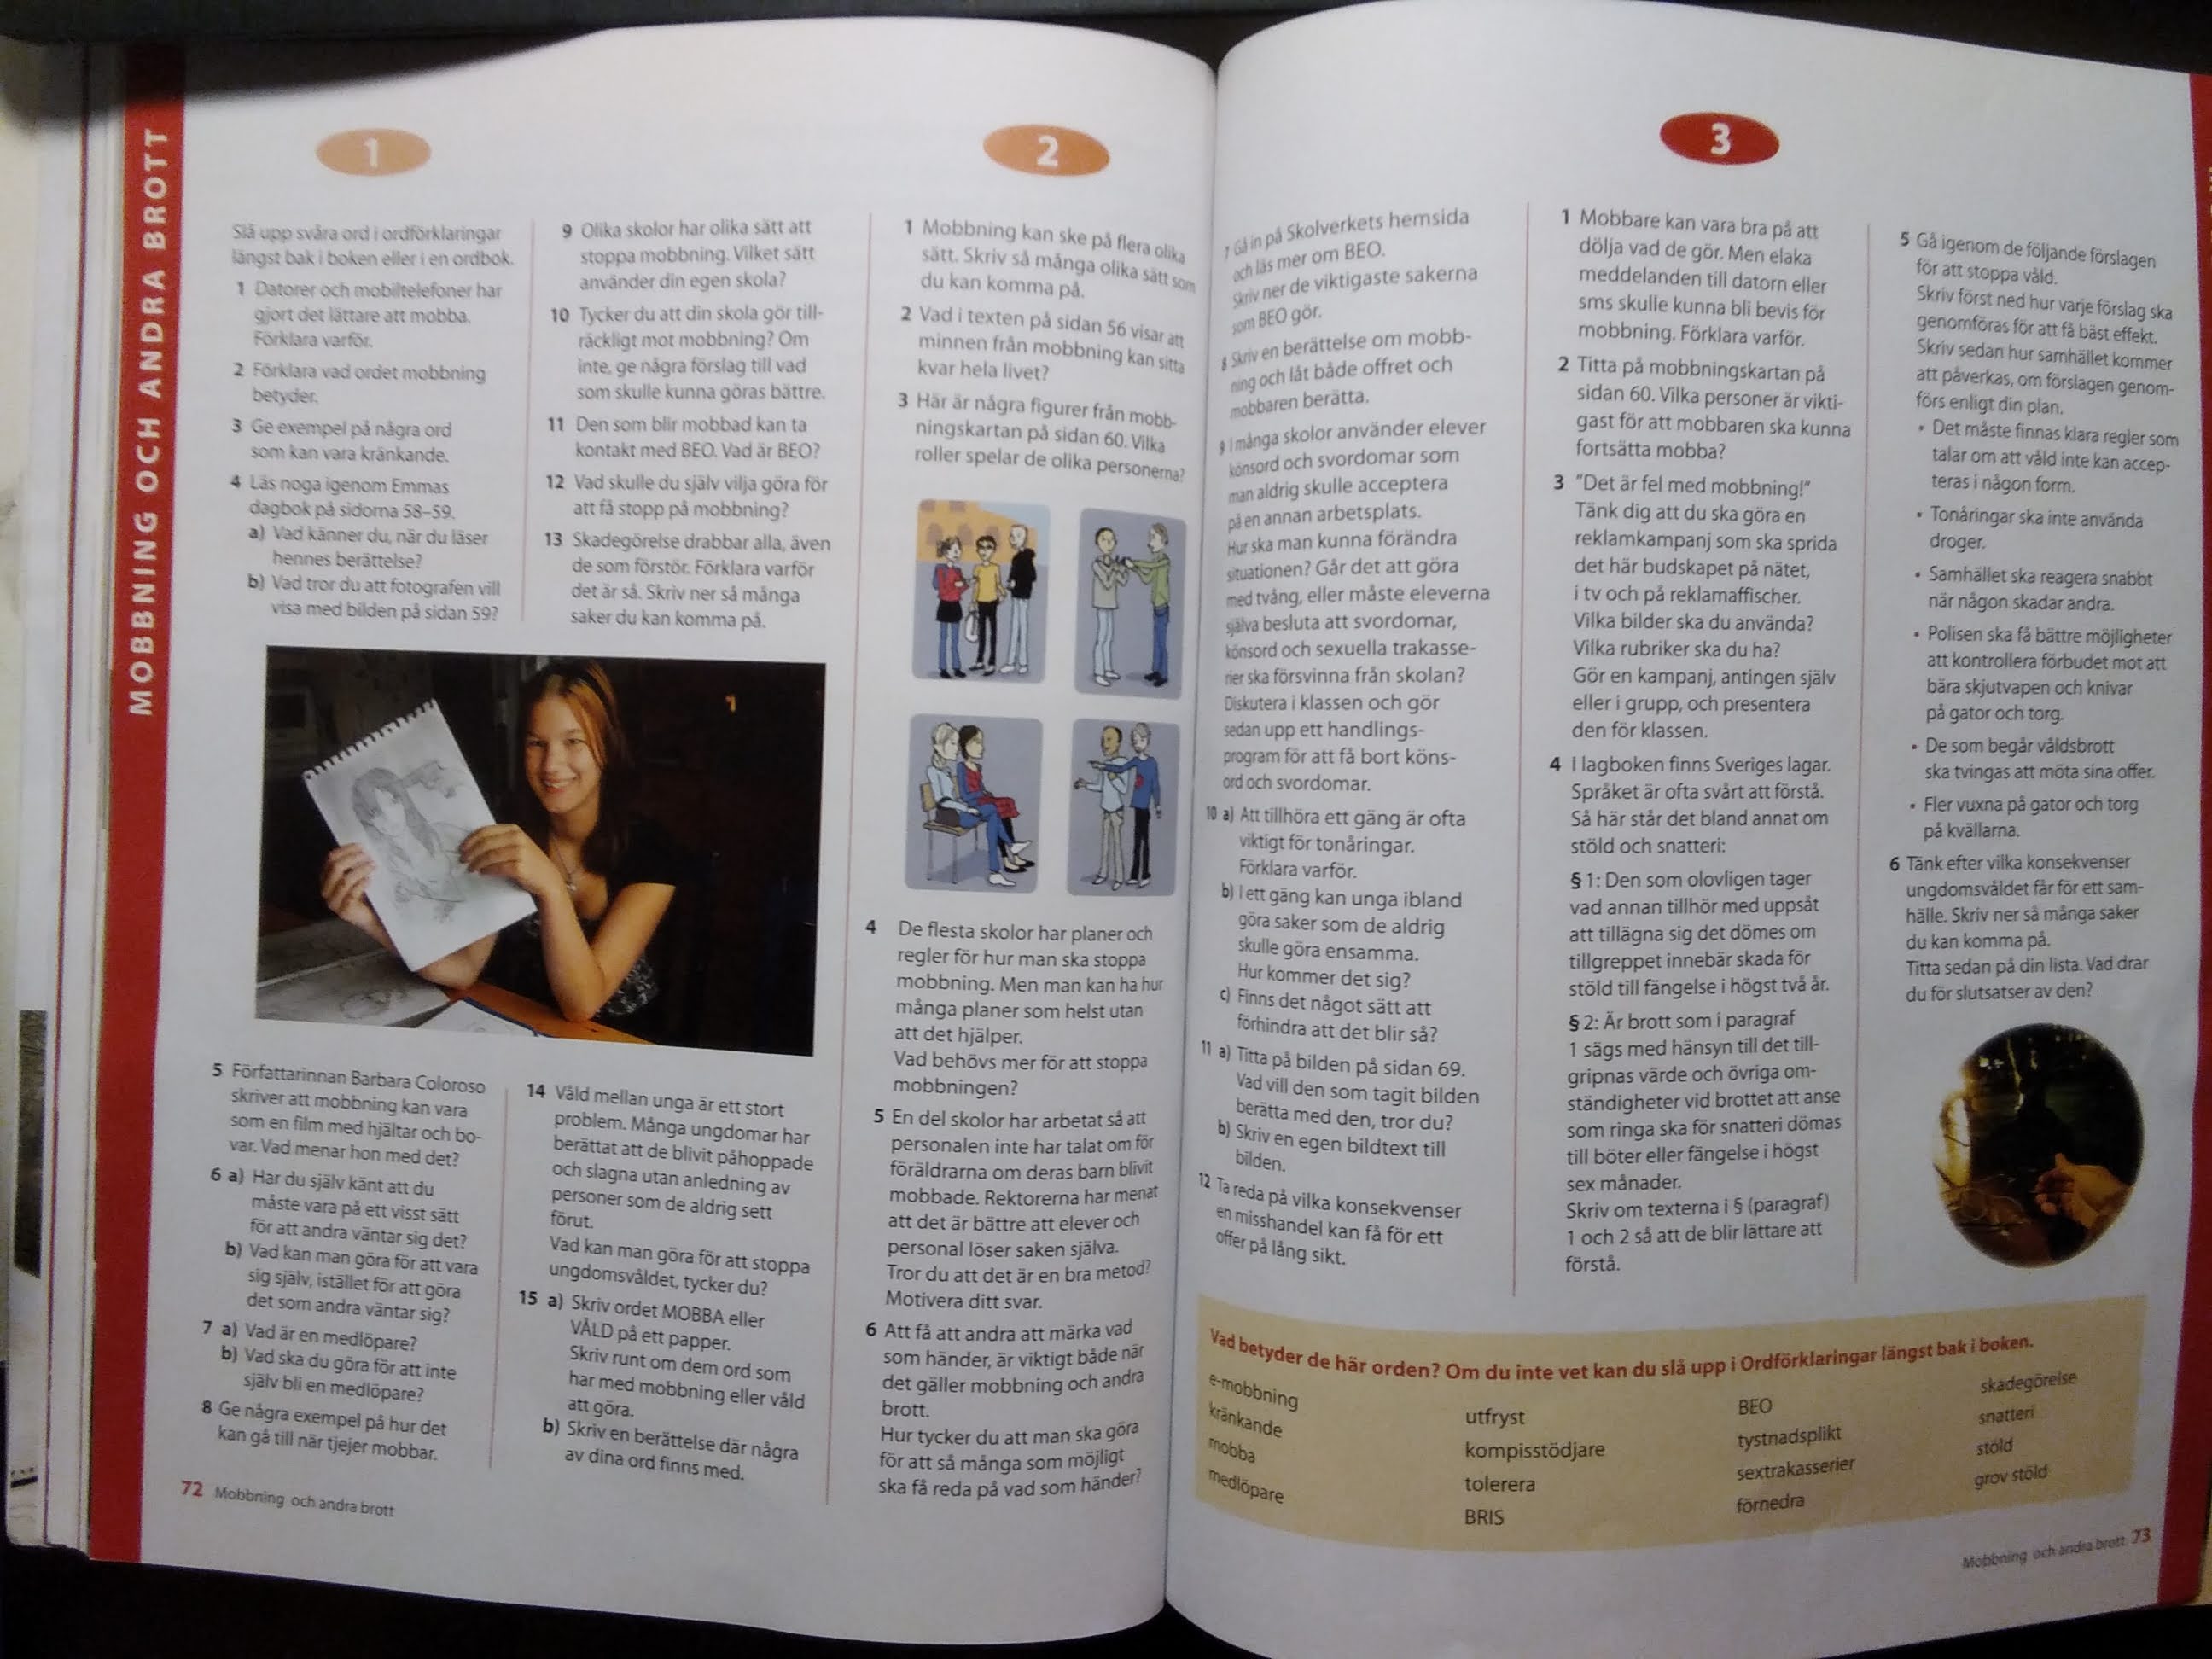 MOBBNING OCH ANDRA BROTT
1
Slå upp svåra ord i ordförklaringar
längst bak i boken eller i en ordbok.
1 Datorer och mobiltelefoner har
gjort det lättare att mobba.
Förklara varför.
2 Förklara vad ordet mobbning
betyder.
3 Ge exempel på några ord
som kan vara kränkande.
4 Läs noga igenom Emmas
dagbok på sidorna 58–59.
a) Vad känner du, när du läser
hennes berättelse?
b) Vad tror du att fotografen vill
visa med bilden på sidan 59?
5 Författarinnan Barbara Coloroso
skriver att mobbning kan vara
som en film med hjältar och bo-
var. Vad menar hon med det?
6 a) Har du själv känt att du
måste vara på ett visst sätt
för att andra väntar sig det?
b) Vad kan man göra för att vara
sig själv, istället för att göra
det som andra väntar sig?
7 a) Vad är en medlöpare?
b) Vad ska du göra för att inte
själv bli en medlöpare?
8 Ge några exempel på hur det
kan gå till när tjejer mobbar.
9 Olika skolor har olika sätt att
stoppa mobbning. Vilket sätt
använder din egen skola?
10 Tycker du att din skola gör till-
räckligt mot mobbning? Om
inte, ge några förslag till vad
som skulle kunna göras bättre.
11 Den som blir mobbad kan ta
kontakt med BEO. Vad är BEO?
12 Vad skulle du själv vilja göra för
att få stopp på mobbning?
13 Skadegörelse drabbar alla, även
de som förstör. Förklara varför
det är så. Skriv ner så många
saker du kan komma på.
14 Våld mellan unga är ett stort
problem. Många ungdomar har
berättat att de blivit påhoppade
och slagna utan anledning av
personer som de aldrig sett
förut.
Vad kan man göra för att stoppa
ungdomsvåldet, tycker du?
15 a) Skriv ordet MOBBA eller
VÅLD på ett papper.
Skriv runt om dem ord som
har med mobbning eller våld
att göra.
b) Skriv en berättelse där några
av dina ord finns med.
72 Mobbning och andra brott
2
1 Mobbning kan ske på flera olika
sätt. Skriv så många olika sätt som
du kan komma på.
2 Vad i texten på sidan 56 visar att
minnen från mobbning kan sitta
kvar hela livet?
3 Här är några figurer från mobb-
ningskartan på sidan 60. Vilka
roller spelar de olika personerna?
4 De flesta skolor har planer och
regler för hur man ska stoppa
mobbning. Men man kan ha hur
många planer som helst utan
att det hjälper.
Vad behövs mer för att stoppa
mobbningen?
5 En del skolor har arbetat så att
personalen inte har talat om för
föräldrarna om deras barn blivit
mobbade. Rektorerna har menat
att det är bättre att elever och
personal löser saken själva.
Tror du att det är en bra metod?
Motivera ditt svar.
6 Att få att andra att märka vad
som händer, är viktigt både när
det gäller mobbning och andra
brott.
Hur tycker du att man ska göra
för att så många som möjligt
ska få reda på vad som händer?
7 Gå in på Skolverkets hemsida
och läs mer om BEO.
Skriv ner de viktigaste sakerna
som BEO gör.
8 Skriv en berättelse om mobb-
ning och låt både offret och
mobbaren berätta.
9 I många skolor använder elever
könsord och svordomar som
man aldrig skulle acceptera
på en annan arbetsplats.
Hur ska man kunna förändra
situationen? Går det att göra
med tvång, eller måste eleverna
själva besluta att svordomar,
könsord och sexuella trakasse-
rier ska försvinna från skolan?
Diskutera i klassen och gör
sedan upp ett handlings-
program för att få bort köns-
ord och svordomar.
10 a) Att tillhöra ett gäng är ofta
viktigt för tonåringar.
Förklara varför.
b) I ett gäng kan unga ibland
göra saker som de aldrig
skulle göra ensamma.
Hur kommer det sig?
c) Finns det något sätt att
förhindra att det blir så?
11 a) Titta på bilden på sidan 69.
Vad vill den som tagit bilden
berätta med den, tror du?
b) Skriv en egen bildtext till
bilden.
12 Ta reda på vilka konsekvenser
en misshandel kan få för ett
offer på lång sikt.
3
1 Mobbare kan vara bra på att
dölja vad de gör. Men elaka
meddelanden till datorn eller
sms skulle kunna bli bevis för
mobbning. Förklara varför.
2 Titta på mobbningskartan på
sidan 60. Vilka personer är vikti-
gast för att mobbaren ska kunna
fortsätta mobba?
3 "Det är fel med mobbning!"
Tänk dig att du ska göra en
reklamkampanj som ska sprida
det här budskapet på nätet,
i tv och på reklamaffischer.
Vilka bilder ska du använda?
Vilka rubriker ska du ha?
Gör en kampanj, antingen själv
eller i grupp, och presentera
den för klassen.
4 I lagboken finns Sveriges lagar.
Språket är ofta svårt att förstå.
Så här står det bland annat om
stöld och snatteri:
§ 1: Den som olovligen tager
vad annan tillhör med uppsåt
att tillägna sig det dömes om
tillgreppet innebär skada för
stöld till fängelse i högst två år.
§ 2: Är brott som i paragraf
1 sägs med hänsyn till det till-
gripnas värde och övriga om-
ständigheter vid brottet att anse
som ringa ska för snatteri dömas
till böter eller fängelse i högst
sex månader.
Skriv om texterna i § (paragraf)
1 och 2 så att de blir lättare att
förstå.
5 Gå igenom de följande förslagen
för att stoppa våld.
Skriv först ned hur varje förslag ska
genomföras för att få bäst effekt.
Skriv sedan hur samhället kommer
att påverkas, om förslagen genom-
förs enligt din plan.
• Det måste finnas klara regler som
talar om att våld inte kan accep-
teras i någon form.
• Tonåringar ska inte använda
droger.
• Samhället ska reagera snabbt
när någon skadar andra.
• Polisen ska få bättre möjligheter
att kontrollera förbudet mot att
bära skjutvapen och knivar
på gator och torg.
• De som begår våldsbrott
ska tvingas att möta sina offer.
• Fler vuxna på gator och torg
på kvällarna.
6 Tänk efter vilka konsekvenser
ungdomsvåldet får för ett sam-
hälle. Skriv ner så många saker
du kan komma på.
Titta sedan på din lista. Vad drar
du för slutsatser av den?
Vad betyder de här orden? Om du inte vet kan du slå upp i Ordförklaringar längst bak i boken.
e-mobbning
kränkande
mobba
medlöpare
utfryst
kompisstödjare
tolerera
BRIS
BEO
tystnadsplikt
sextrakasserier
förnedra
skadegörelse
snatteri
stöld
grov stöld
Mobbning och andra brott 73